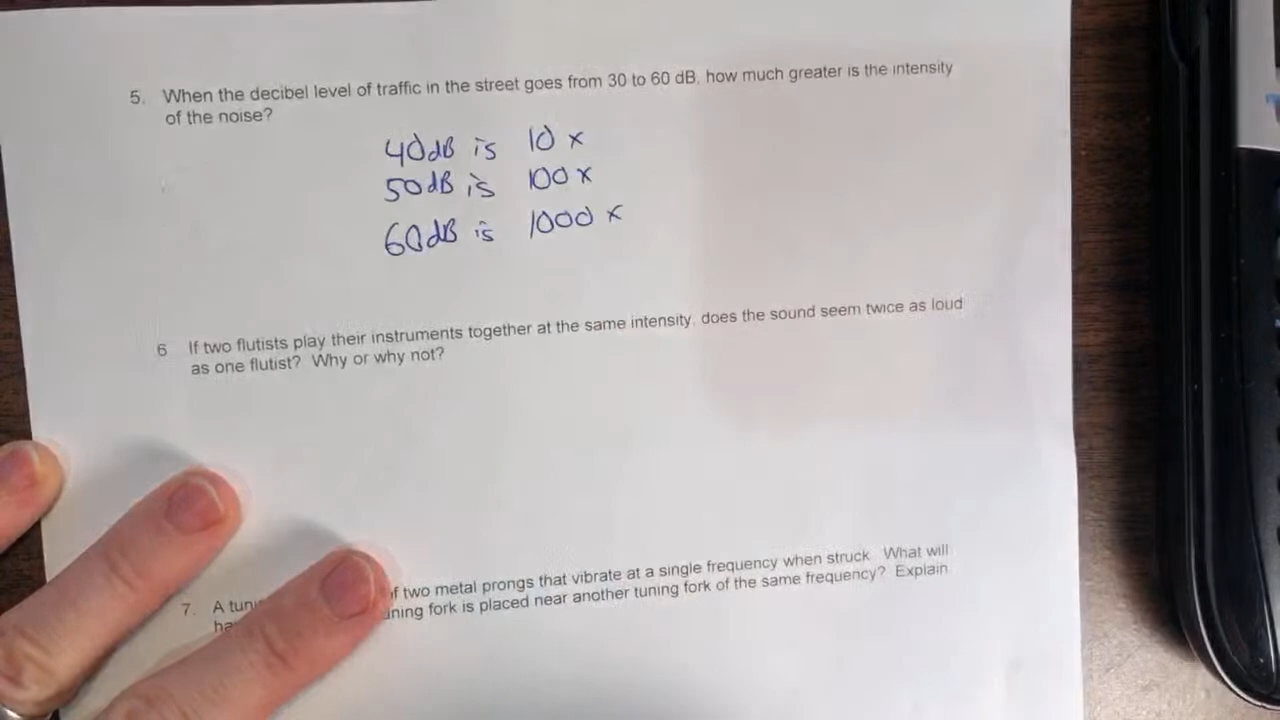 5. When the decibel level of traffic in the street goes from 30 to 60 dB, how much greater is the intensity
of the noise?
40dB is 10 x
50dB is 100 x
60dB is 1000 x
6 If two flutists play their instruments together at the same intensity, does the sound seem twice as loud
as one flutist? Why or why not?
7. A tuni f two metal prongs that vibrate at a single frequency when struck What will
ha uning fork is placed near another tuning fork of the same frequency? Explain